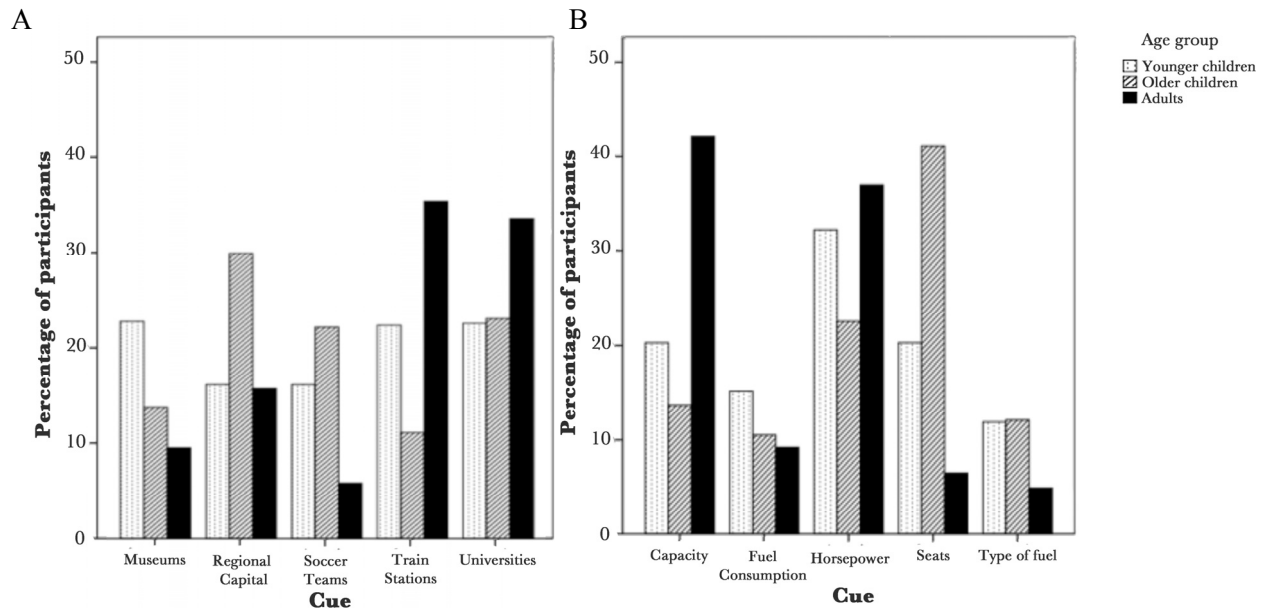 A
B
Age group
Younger children
Older children
Adults
Percentage of participants
50
40
30
20
10
0
Museums
Regional
Capital
Soccer
Teams
Train
Stations
Universities
Cue
Percentage of participants
50
40
30
20
10
0
Capacity
Fuel
Consumption
Horsepower
Seats
Type of fuel
Cue